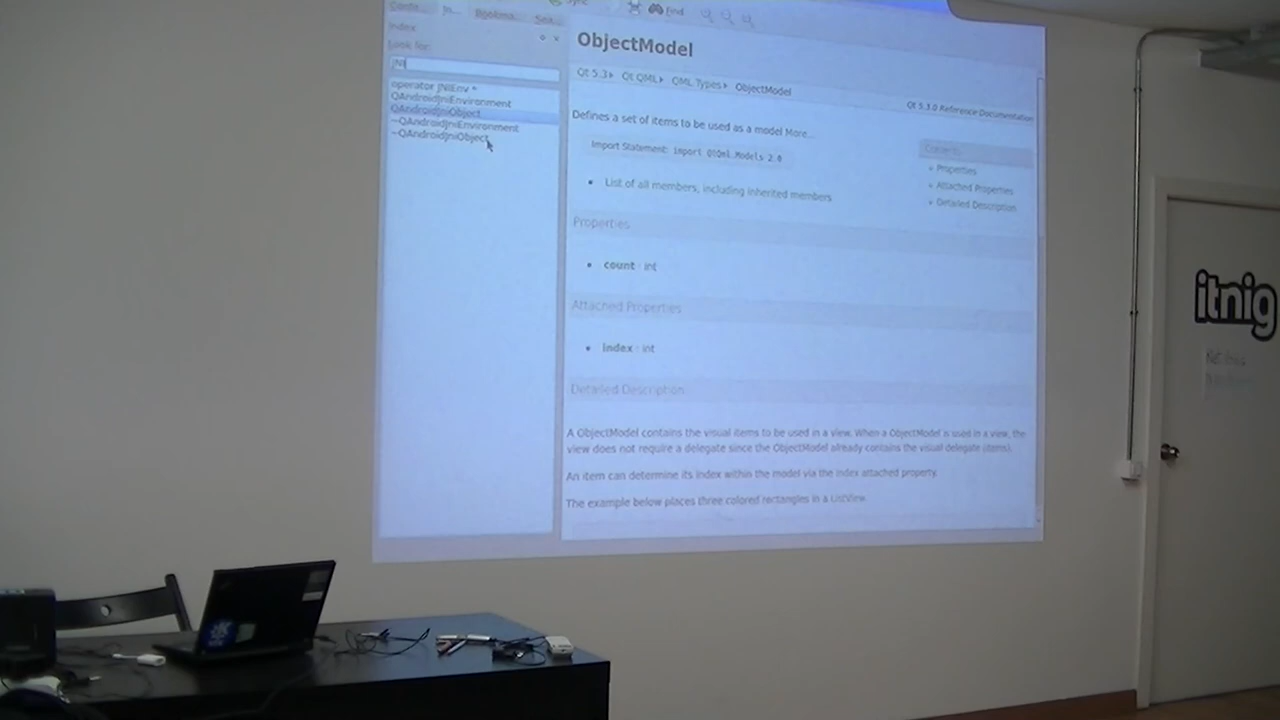 Find
Index
Look for:
JNI
operator JNIEnv *
QAndroidJniEnvironment
QAndroidJniObject
~QAndroidJniEnvironment
~QAndroidJniObject
ObjectModel
Qt 5.3 Qt QML QML Types ObjectModel
Qt 5.3.0 Reference Documentation
Defines a set of items to be used as a model More...
Import Statement: import QtQml.Models 2.0
List of all members, including inherited members
Contents
Properties
Attached Properties
Detailed Description
Properties
count : int
Attached Properties
index : int
Detailed Description
A ObjectModel contains the visual items to be used in a view. When a ObjectModel is used in a view, the
view does not require a delegate since the ObjectModel already contains the visual delegate (items).
An item can determine its index within the model via the index attached property.
The example below places three colored rectangles in a ListView.
itnig